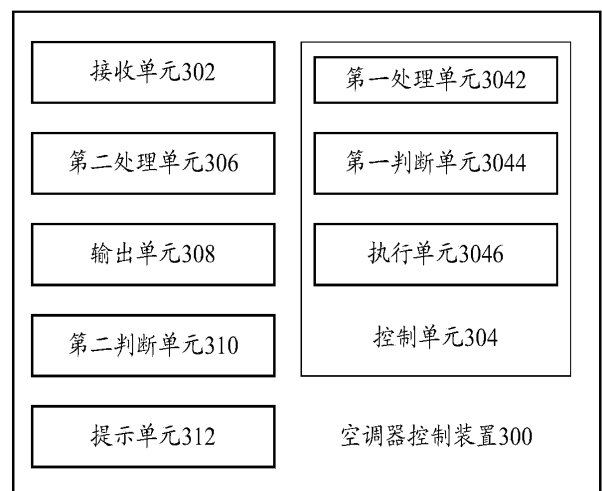 接收单元302
第二处理单元306
输出单元308
第二判断单元310
提示单元312
第一处理单元3042
第一判断单元3044
执行单元3046
控制单元304
空调器控制装置300